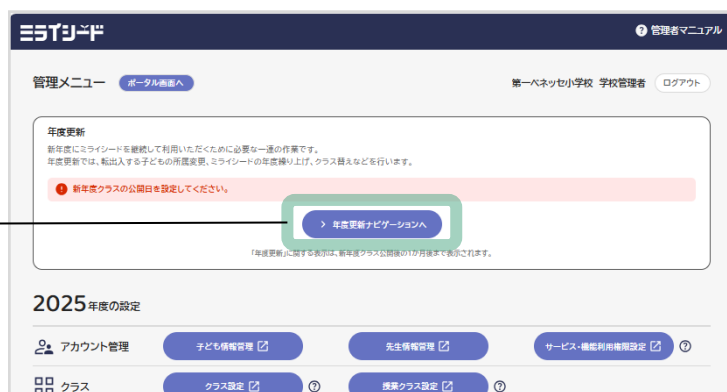 ミライシード
管理者マニュアル
管理メニュー ポータル画面へ 第一ベネッセ小学校 学校管理者 ログアウト
年度更新
新年度にミライシードを継続して利用いただくために必要な一連の作業です。
年度更新では、転出入する子どもの所属変更、ミライシードの年度繰り上げ、クラス替えなどを行います。
新年度クラスの公開日を設定してください。
年度更新ナビゲーションへ
「年度更新」に関する表示は、新年度クラス公開後の1か月後まで表示されます。
2025年度の設定
アカウント管理 子ども情報管理 先生情報管理 サービス・機能利用権限設定
クラス クラス設定 授業クラス設定